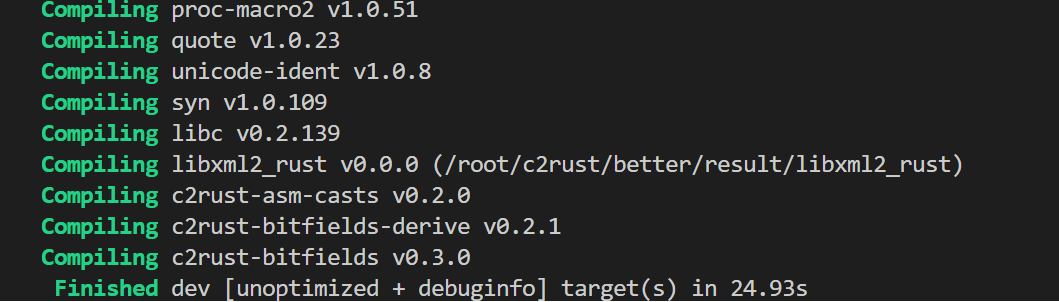 Compiling proc-macro2 v1.0.51
Compiling quote v1.0.23
Compiling unicode-ident v1.0.8
Compiling syn v1.0.109
Compiling libc v0.2.139
Compiling libxml2_rust v0.0.0 (/root/c2rust/better/result/libxml2_rust)
Compiling c2rust-asm-casts v0.2.0
Compiling c2rust-bitfields-derive v0.2.1
Compiling c2rust-bitfields v0.3.0
Finished dev [unoptimized + debuginfo] target(s) in 24.93s